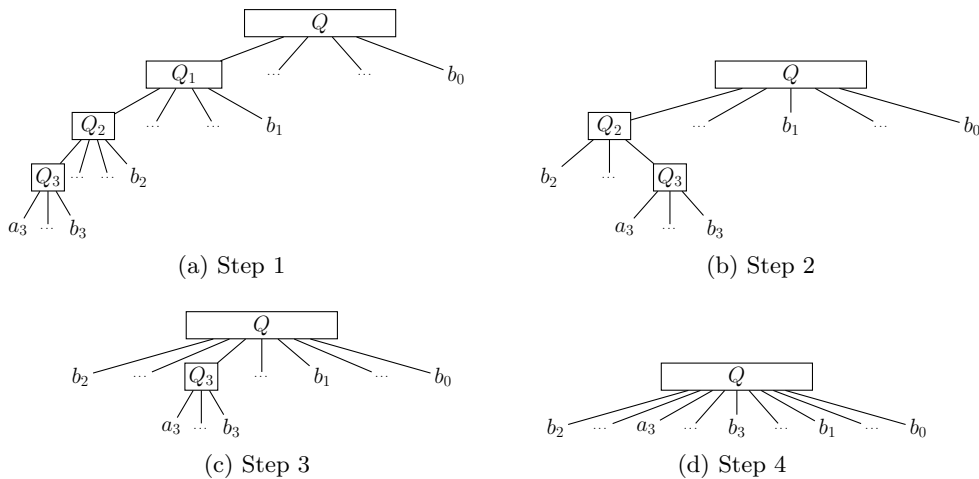 Q
Q₁ ... ... b₀
Q₂ ... ... b₁
Q₃ ... ... b₂
a₃ ... b₃
(a) Step 1
Q
Q₂ ... b₁ ... b₀
b₂ ... Q₃
a₃ ... b₃
(b) Step 2
Q
b₂ ... Q₃ ... b₁ ... b₀
a₃ ... b₃
(c) Step 3
Q
b₂ ... a₃ ... b₃ ... b₁ ... b₀
(d) Step 4